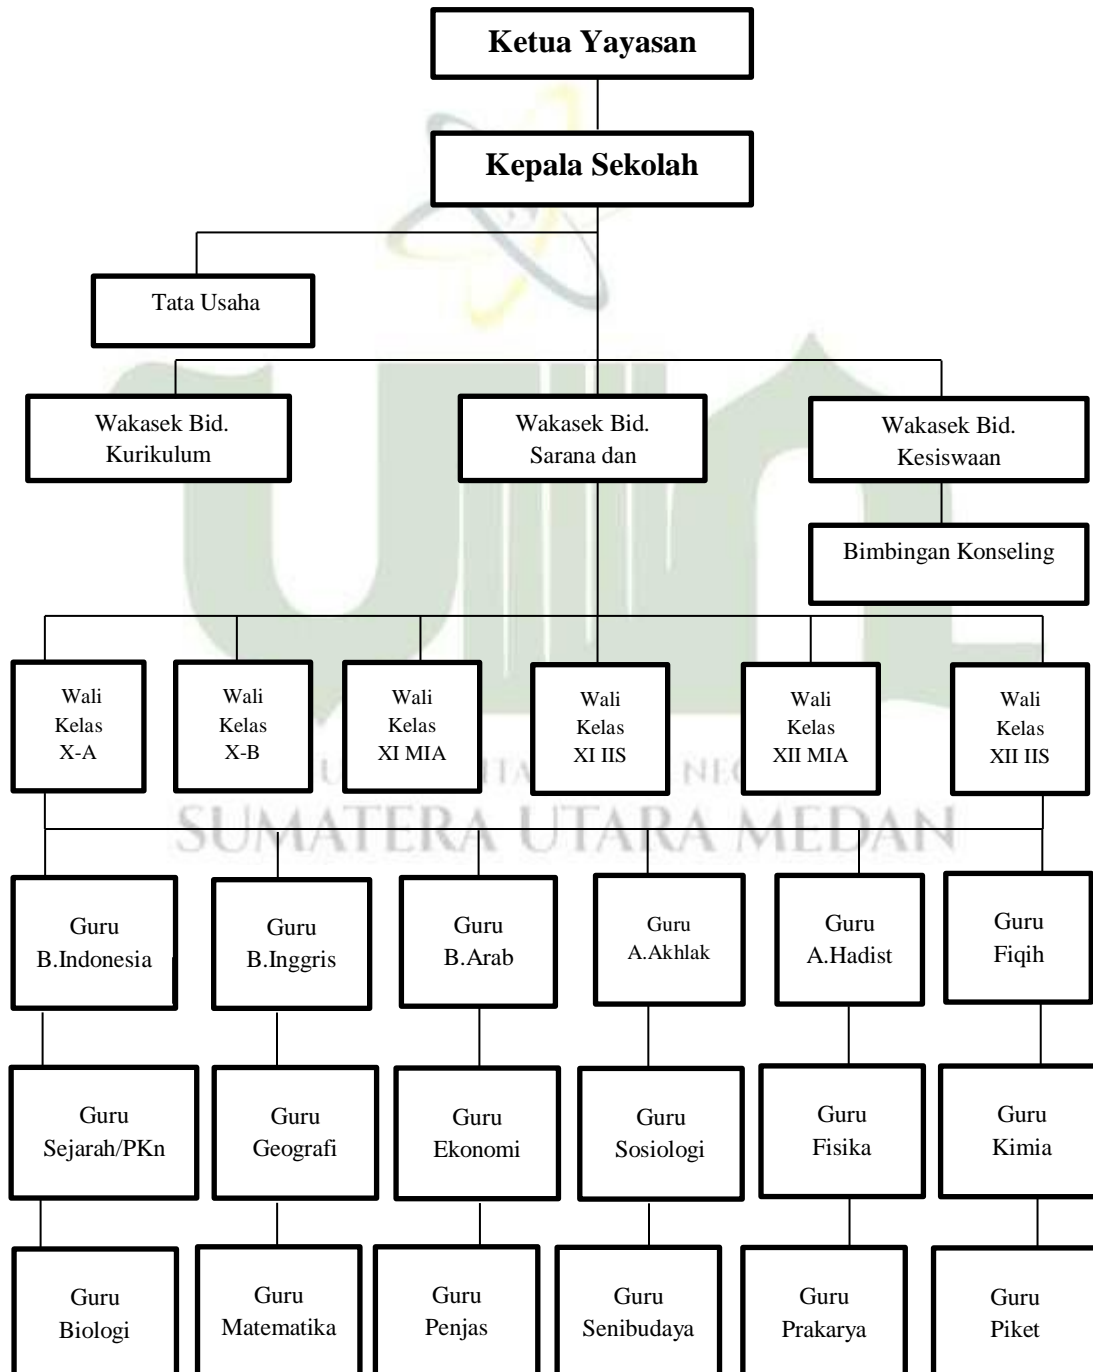 Ketua Yayasan
Kepala Sekolah
Tata Usaha
Wakasek Bid.
Kurikulum
Wakasek Bid.
Sarana dan
Wakasek Bid.
Kesiswaan
Bimbingan Konseling
Wali
Kelas
X-A
Wali
Kelas
X-B
Wali
Kelas
XI MIA
Wali
Kelas
XI IIS
Wali
Kelas
XII MIA
Wali
Kelas
XII IIS
SUMATERA UTARA MEDAN
Guru
B.Indonesia
Guru
B.Inggris
Guru
B.Arab
Guru
A.Akhlak
Guru
A.Hadist
Guru
Fiqih
Guru
Sejarah/PKn
Guru
Geografi
Guru
Ekonomi
Guru
Sosiologi
Guru
Fisika
Guru
Kimia
Guru
Biologi
Guru
Matematika
Guru
Penjas
Guru
Senibudaya
Guru
Prakarya
Guru
Piket